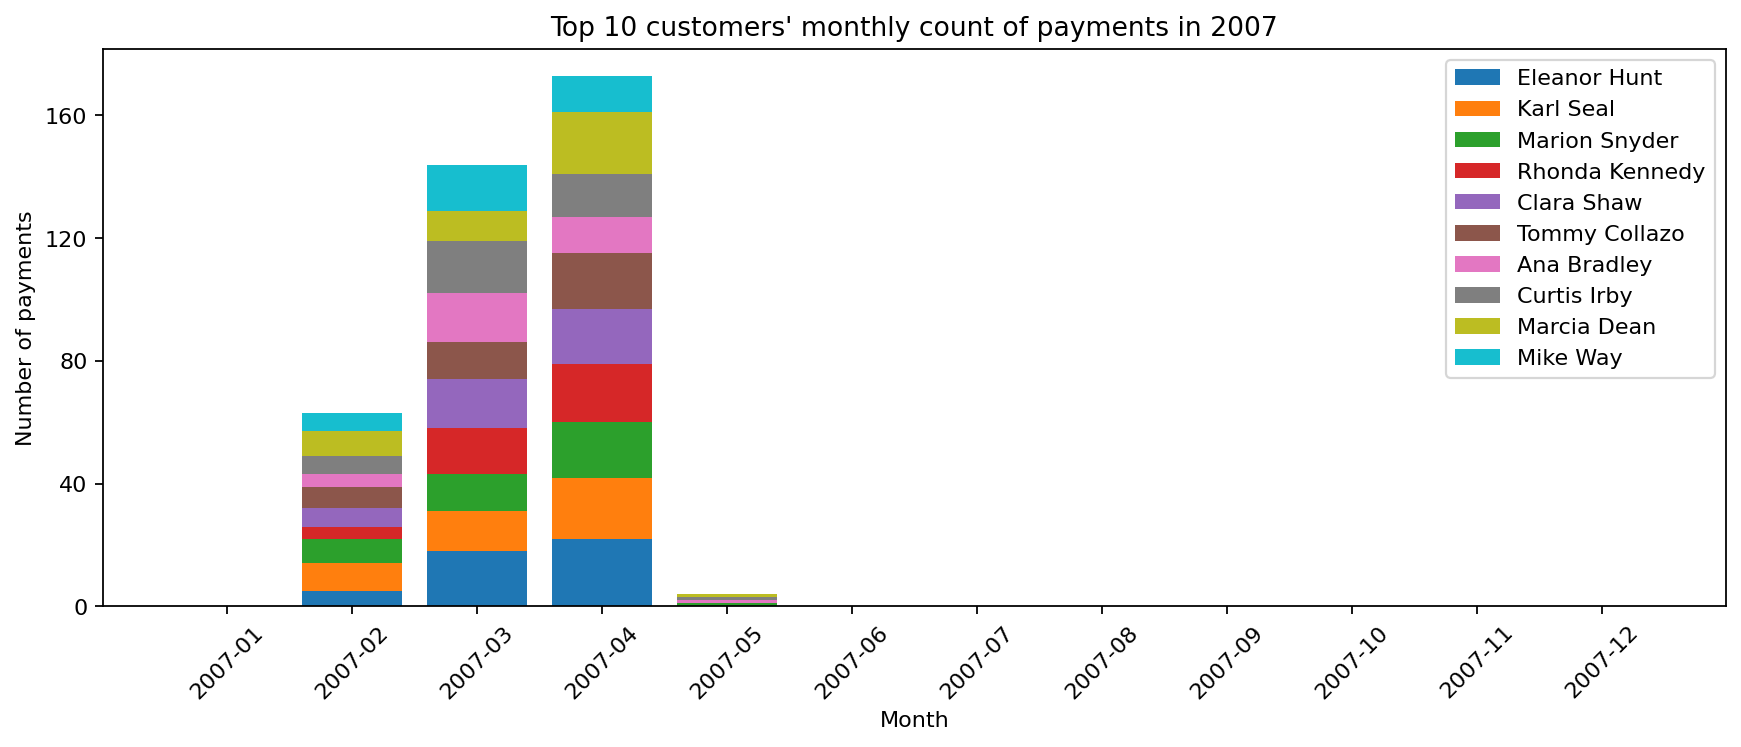 Top 10 customers' monthly count of payments in 2007
Number of payments
160
120
80
40
0
Eleanor Hunt
Karl Seal
Marion Snyder
Rhonda Kennedy
Clara Shaw
Tommy Collazo
Ana Bradley
Curtis Irby
Marcia Dean
Mike Way
2007-01
2007-02
2007-03
2007-04
2007-05
2007-06
2007-07
2007-08
2007-09
2007-10
2007-11
2007-12
Month